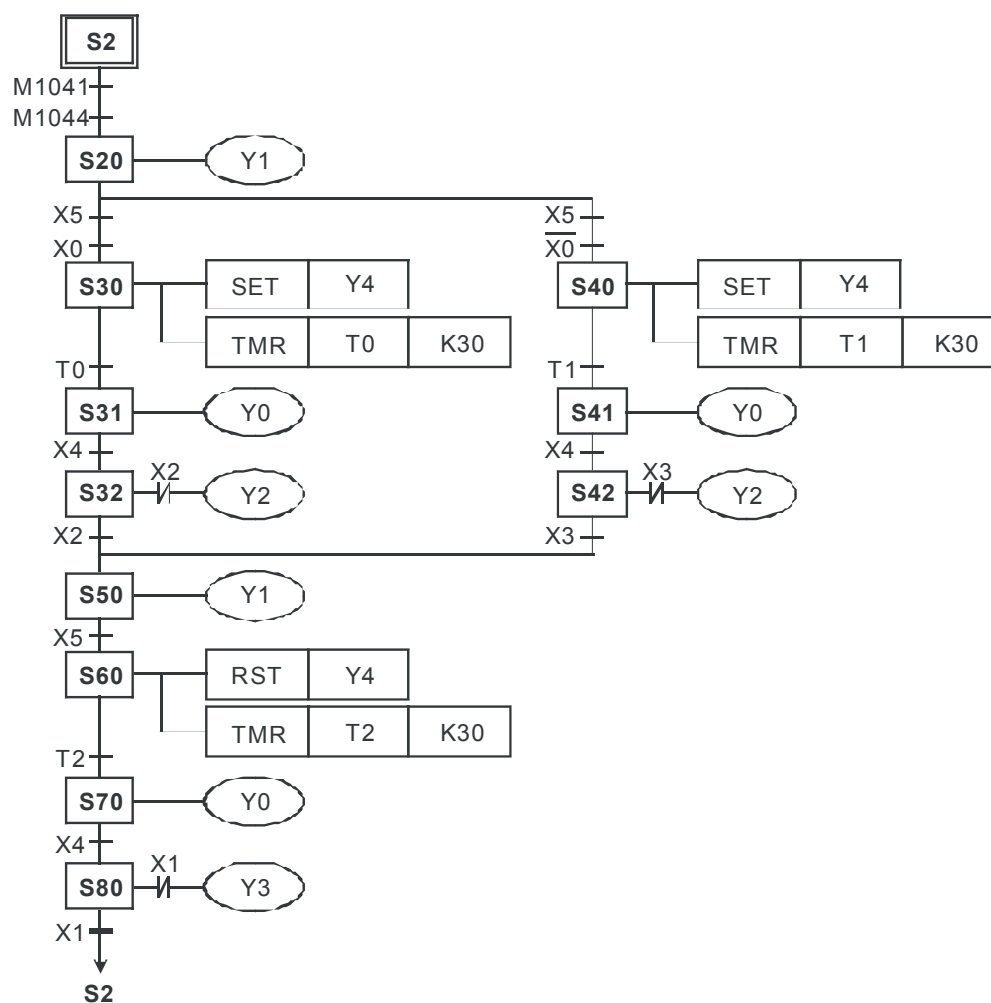 S2
M1041
M1044
S20 Y1
X5 X5
X0 X̅0̅
S30 SET Y4 S40 SET Y4
TMR T0 K30 TMR T1 K30
T0 T1
S31 Y0 S41 Y0
X4 X4
X2 X3
S32 Y2 S42 Y2
X2 X3
S50 Y1
X5
S60 RST Y4
TMR T2 K30
T2
S70 Y0
X4
X1
S80 Y3
X1
S2